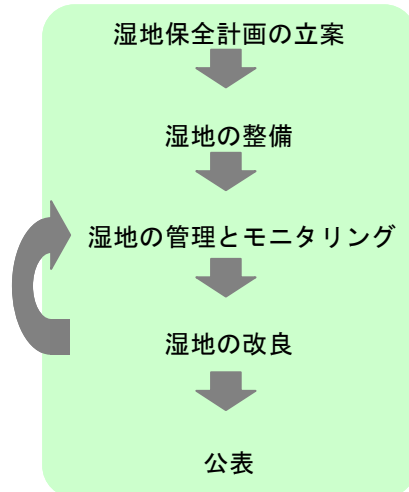 湿地保全計画の立案
湿地の整備
湿地の管理とモニタリング
湿地の改良
公表